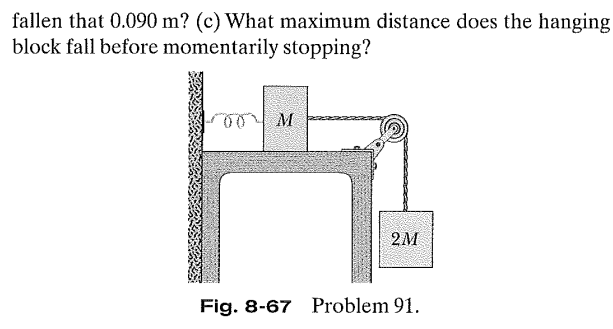 fallen that 0.090 m? (c) What maximum distance does the hanging
block fall before momentarily stopping?
M
2M
Fig. 8-67 Problem 91.